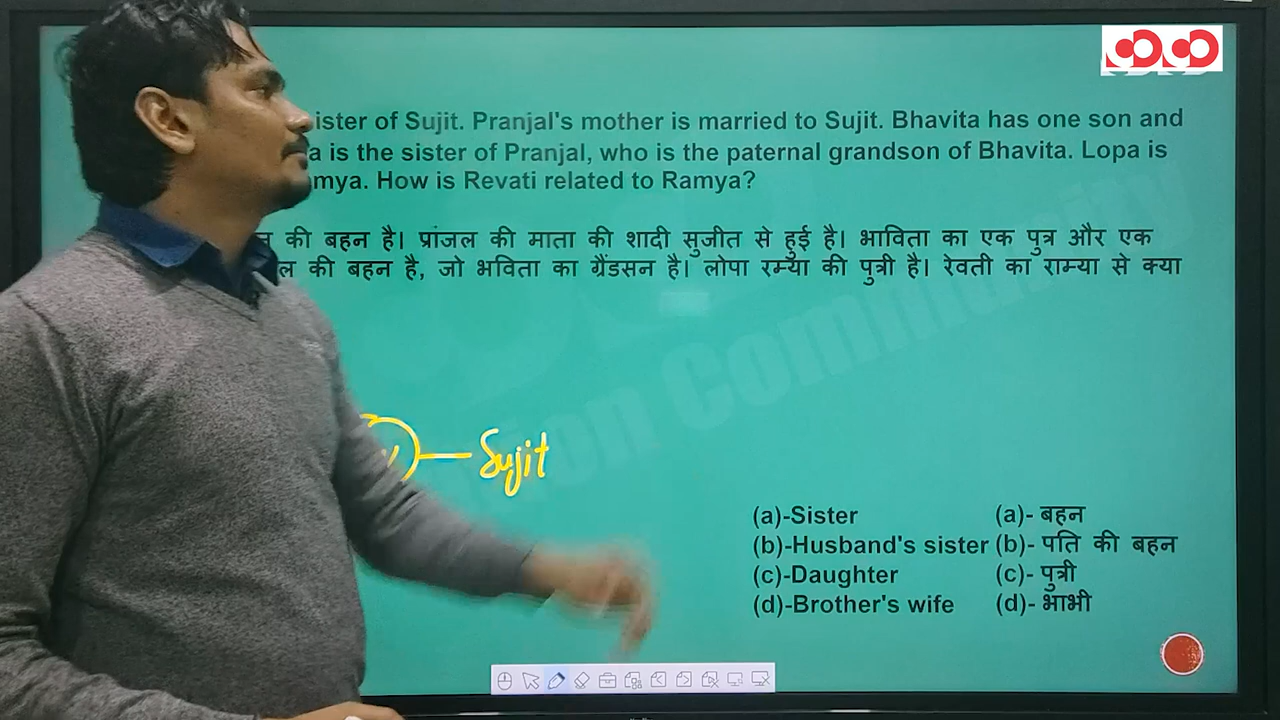 ister of Sujit. Pranjal's mother is married to Sujit. Bhavita has one son and
a is the sister of Pranjal, who is the paternal grandson of Bhavita. Lopa is
mya. How is Revati related to Ramya?
की बहन है। प्रांजल की माता की शादी सुजीत से हुई है। भाविता का एक पुत्र और एक
ल की बहन है, जो भविता का ग्रैंडसन है। लोपा रम्या की पुत्री है। रेवती का राम्या से क्या
Sujit
(a)-Sister (a)- बहन
(b)-Husband's sister (b)- पति की बहन
(c)-Daughter (c)- पुत्री
(d)-Brother's wife (d)- भाभी
Community